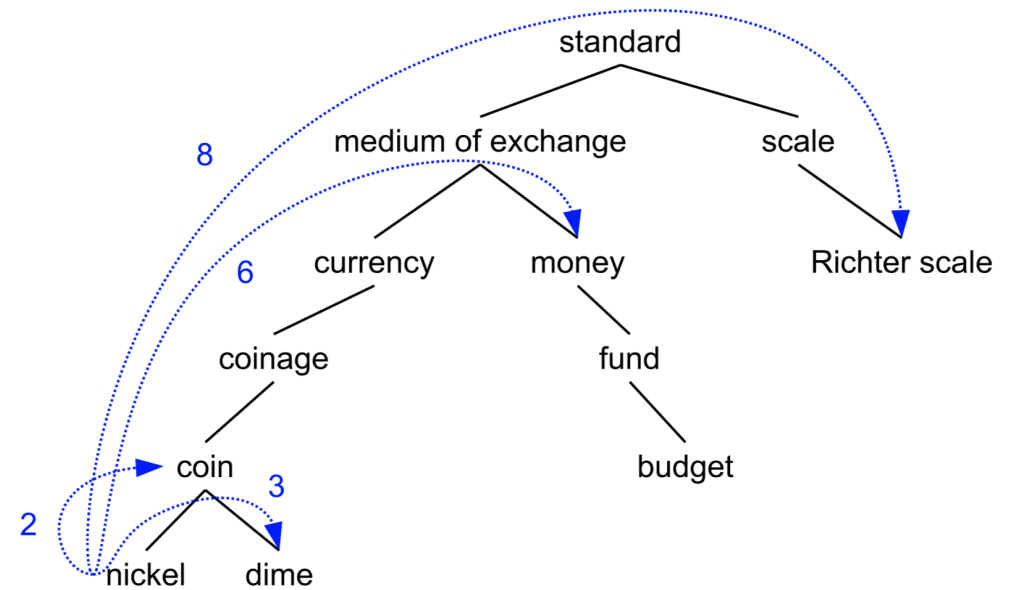 standard
8
medium of exchange
scale
6
currency
money
Richter scale
coinage
fund
coin
budget
3
2
nickel
dime